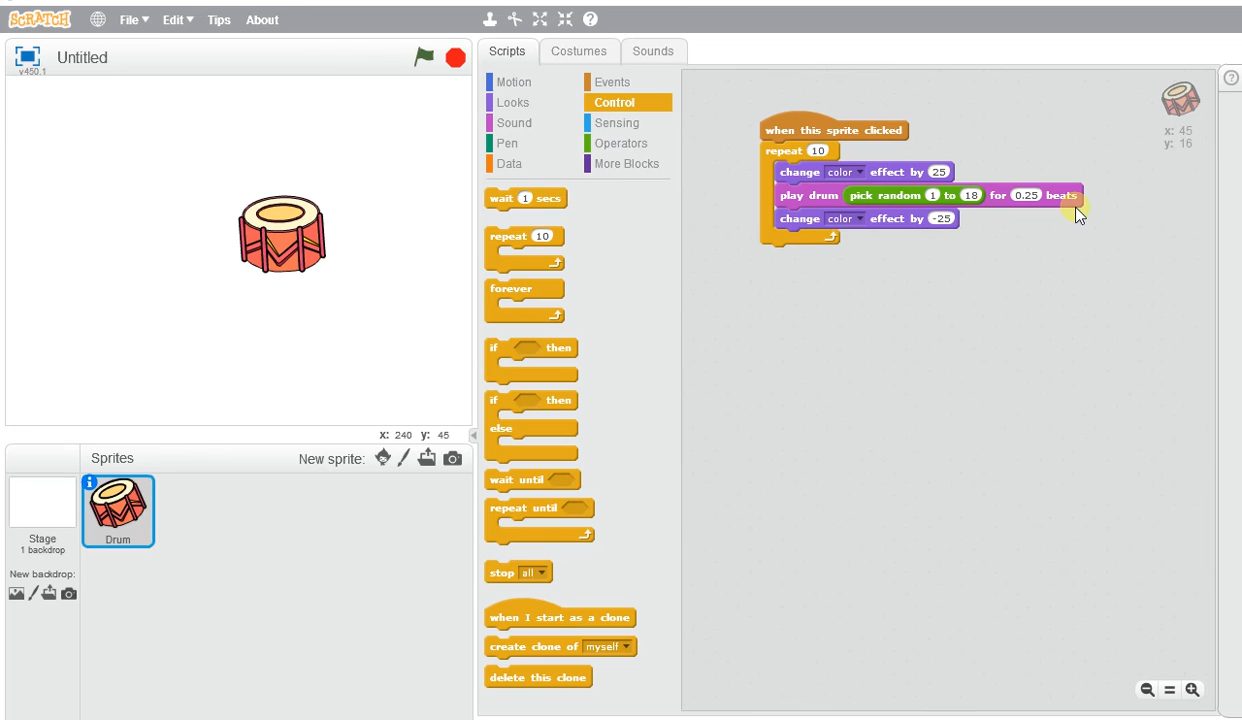 SCRATCH File Edit Tips About
Untitled
v450.1
Scripts Costumes Sounds
Motion Events
Looks Control
Sound Sensing
Pen Operators
Data More Blocks
wait 1 secs
repeat 10
forever
if then
if then
else
wait until
repeat until
stop all
when I start as a clone
create clone of myself
delete this clone
when this sprite clicked
repeat 10
change color effect by 25
play drum pick random 1 to 18 for 0.25 beats
change color effect by -25
x: 45
y: 16
x: 240 y: 45
Sprites New sprite:
Drum
Stage
1 backdrop
New backdrop: